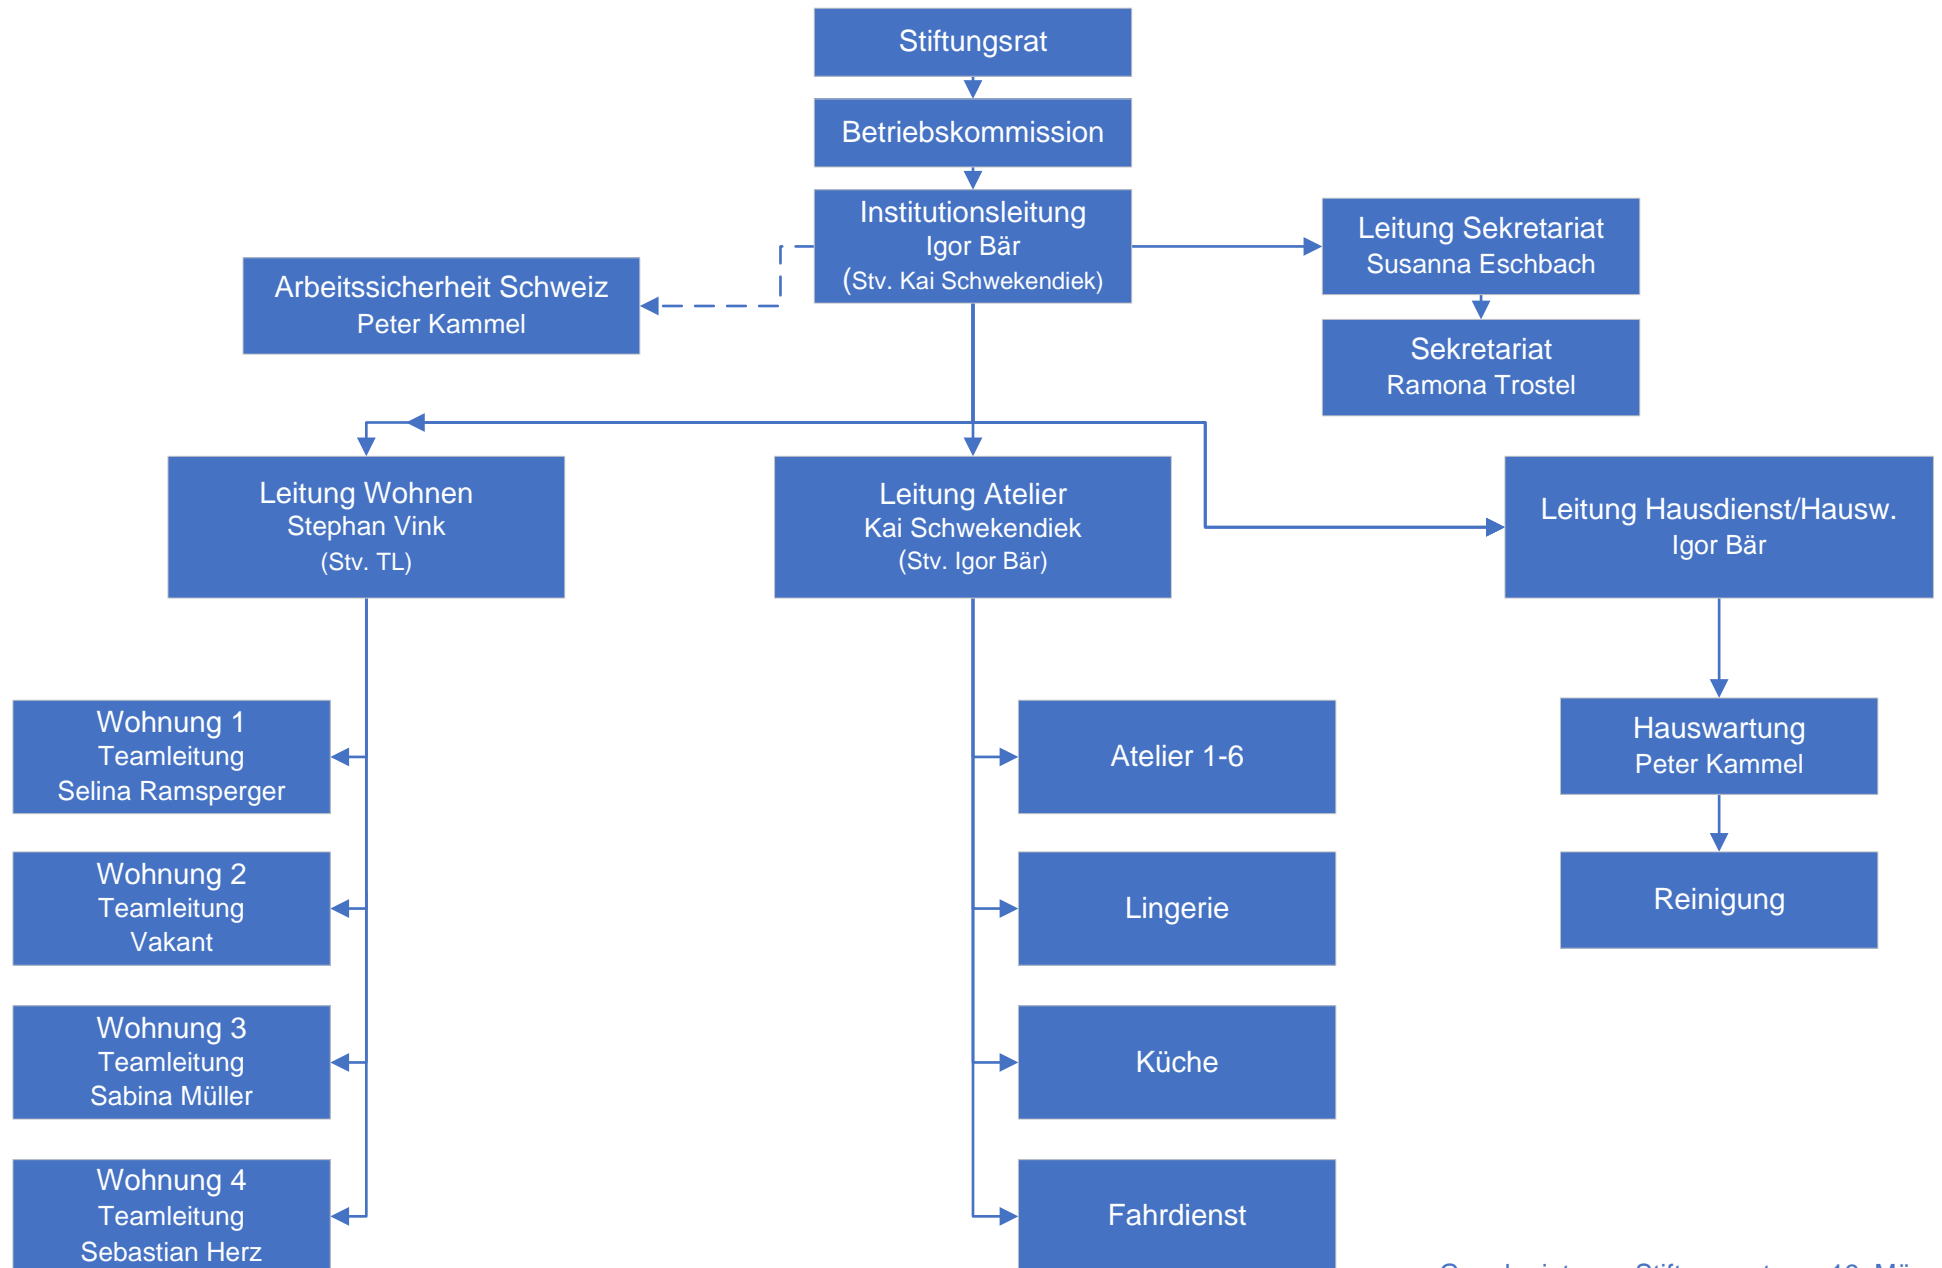 Stiftungsrat
Betriebskommission
Institutionsleitung
Igor Bär
(Stv. Kai Schwekendiek)
Leitung Sekretariat
Susanna Eschbach
Arbeitssicherheit Schweiz
Peter Kammel
Sekretariat
Ramona Trostel
Leitung Wohnen
Stephan Vink
(Stv. TL)
Leitung Atelier
Kai Schwekendiek
(Stv. Igor Bär)
Leitung Hausdienst/Hausw.
Igor Bär
Wohnung 1
Teamleitung
Selina Ramsperger
Atelier 1-6
Hauswartung
Peter Kammel
Wohnung 2
Teamleitung
Vakant
Lingerie
Reinigung
Wohnung 3
Teamleitung
Sabina Müller
Küche
Wohnung 4
Teamleitung
Sebastian Herz
Fahrdienst